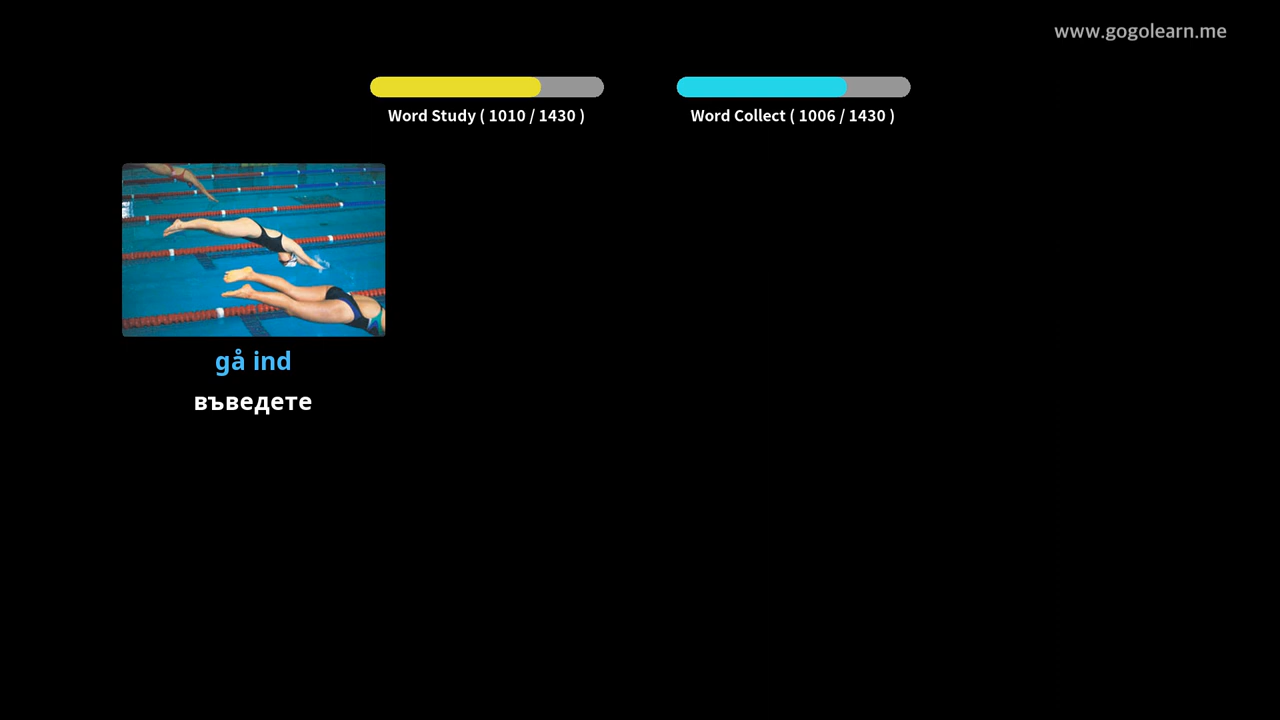 www.gogolearn.me
Word Study ( 1010 / 1430 )
Word Collect ( 1006 / 1430 )
gå ind
въведете